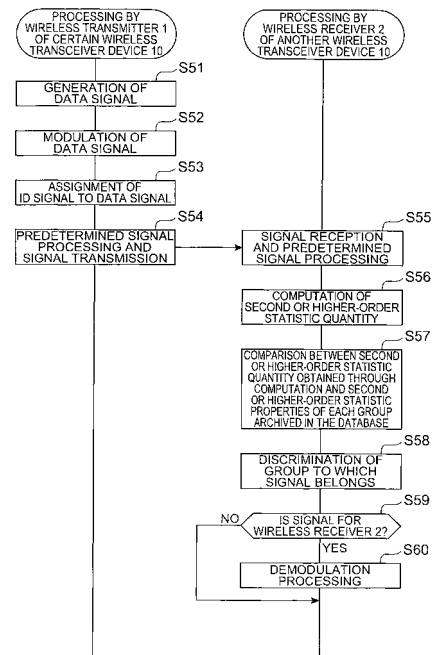 PROCESSING BY
WIRELESS TRANSMITTER 1
OF CERTAIN WIRELESS
TRANSCEIVER DEVICE 10
S51
GENERATION OF
DATA SIGNAL
S52
MODULATION OF
DATA SIGNAL
S53
ASSIGNMENT OF
ID SIGNAL TO DATA SIGNAL
S54
PREDETERMINED SIGNAL
PROCESSING AND
SIGNAL TRANSMISSION
PROCESSING BY
WIRELESS RECEIVER 2
OF ANOTHER WIRELESS
TRANSCEIVER DEVICE 10
S55
SIGNAL RECEPTION
AND PREDETERMINED
SIGNAL PROCESSING
S56
COMPUTATION OF
SECOND OR HIGHER-ORDER
STATISTIC QUANTITY
S57
COMPARISON BETWEEN SECOND
OR HIGHER-ORDER STATISTIC
QUANTITY OBTAINED THROUGH
COMPUTATION AND SECOND
OR HIGHER-ORDER STATISTIC
PROPERTIES OF EACH GROUP
ARCHIVED IN THE DATABASE
S58
DISCRIMINATION OF
GROUP TO WHICH
SIGNAL BELONGS
S59
NO
IS SIGNAL FOR
WIRELESS RECEIVER 2?
YES
S60
DEMODULATION
PROCESSING